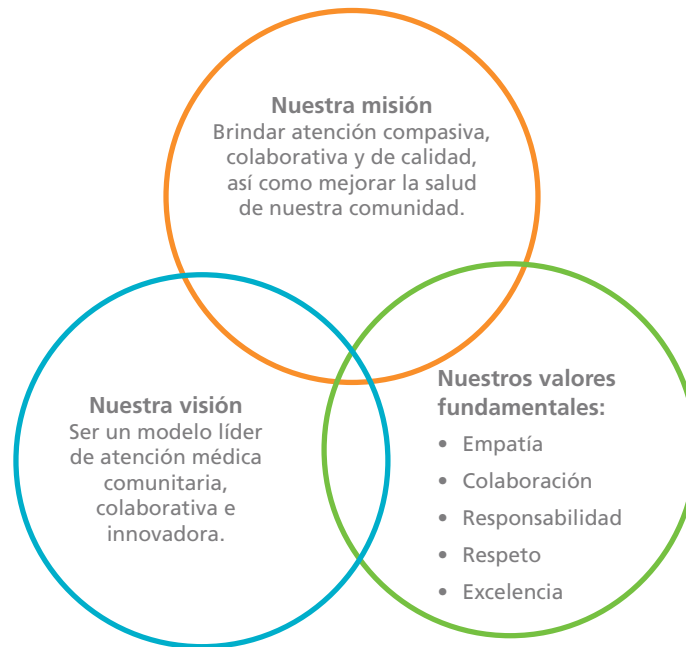 Nuestra misión
Brindar atención compasiva,
colaborativa y de calidad,
así como mejorar la salud
de nuestra comunidad.
Nuestra visión
Ser un modelo líder
de atención médica
comunitaria,
colaborativa e
innovadora.
Nuestros valores
fundamentales:
• Empatía
• Colaboración
• Responsabilidad
• Respeto
• Excelencia